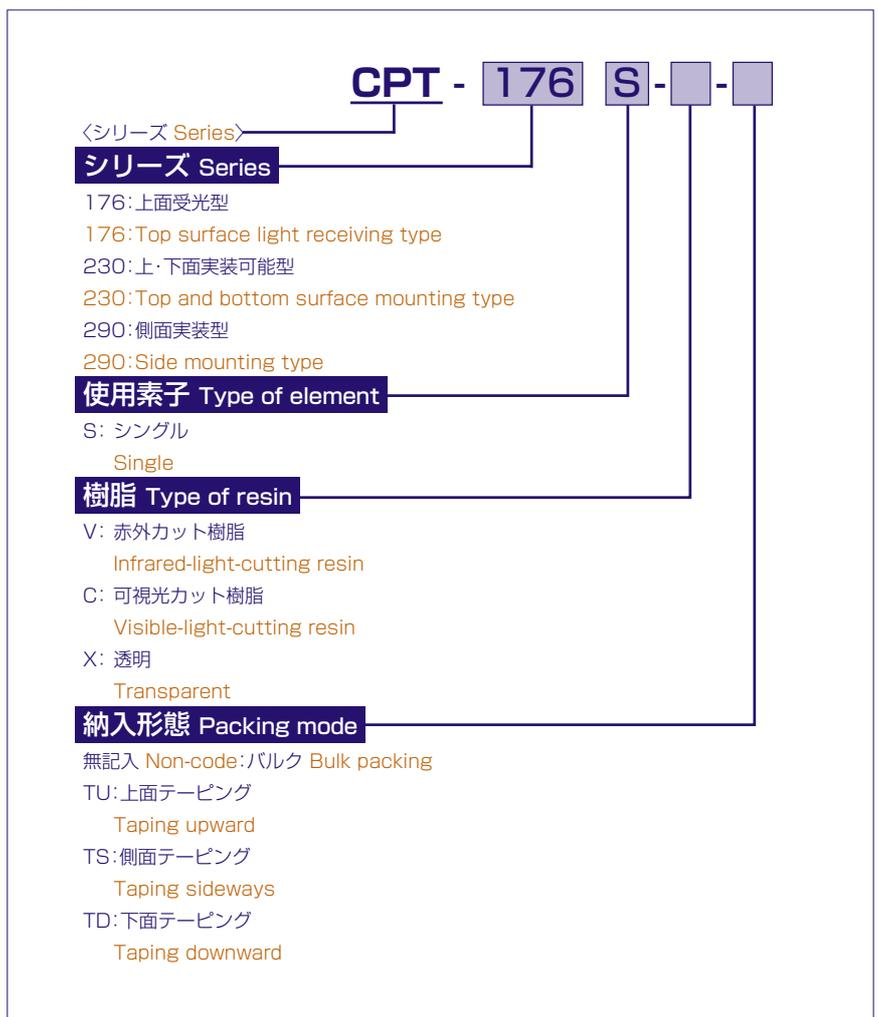 CPT - 176 S - -
〈シリーズ Series〉
シリーズ Series
176:上面受光型
176:Top surface light receiving type
230:上・下面実装可能型
230:Top and bottom surface mounting type
290:側面実装型
290:Side mounting type
使用素子 Type of element
S: シングル
Single
樹脂 Type of resin
V: 赤外カット樹脂
Infrared-light-cutting resin
C: 可視光カット樹脂
Visible-light-cutting resin
X: 透明
Transparent
納入形態 Packing mode
無記入 Non-code:バルク Bulk packing
TU:上面テーピング
Taping upward
TS:側面テーピング
Taping sideways
TD:下面テーピング
Taping downward